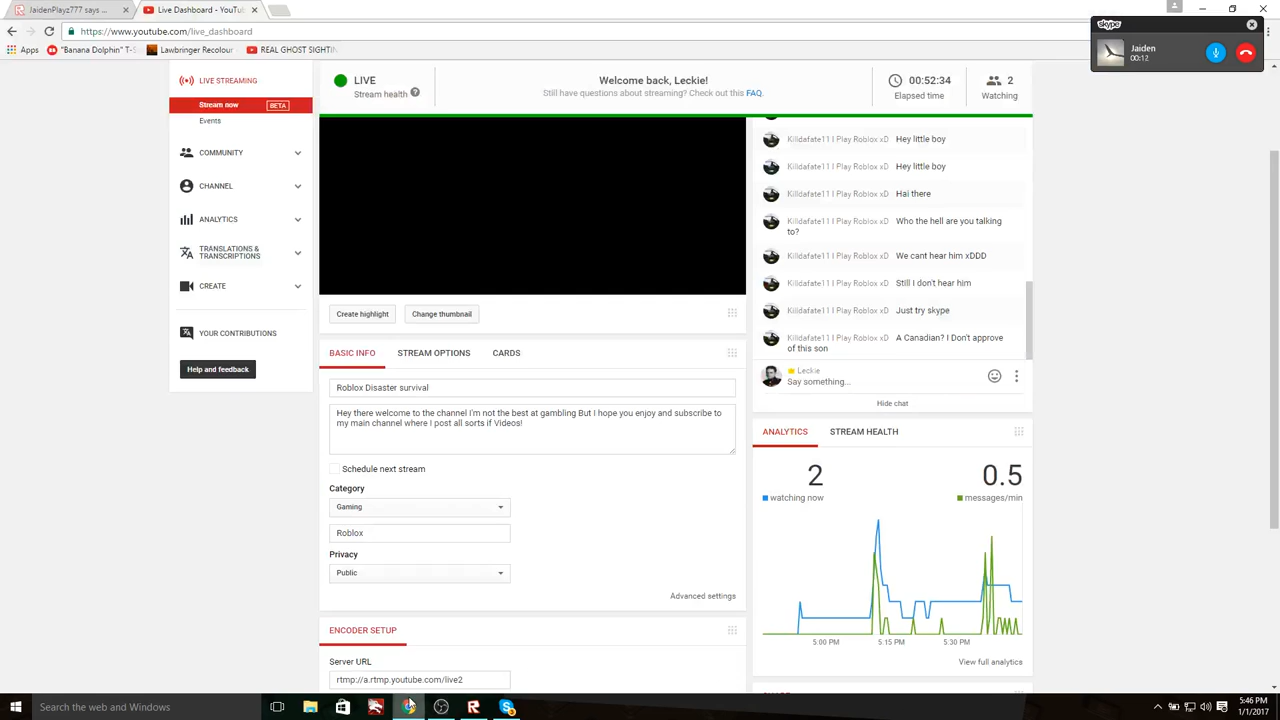 JaidenPlayz777 says ...
Live Dashboard - YouTu
https://www.youtube.com/live_dashboard
Apps
"Banana Dolphin" T-S
Lawbringer Recolour
REAL GHOST SIGHTIN
skype
Jaiden
00:12
LIVE STREAMING
Stream now
BETA
Events
COMMUNITY
CHANNEL
ANALYTICS
TRANSLATIONS &
TRANSCRIPTIONS
CREATE
YOUR CONTRIBUTIONS
Help and feedback
LIVE
Stream health
Welcome back, Leckie!
Still have questions about streaming? Check out this FAQ.
00:52:34
Elapsed time
2
Watching
Create highlight
Change thumbnail
BASIC INFO
STREAM OPTIONS
CARDS
Roblox Disaster survival
Hey there welcome to the channel I'm not the best at gambling But I hope you enjoy and subscribe to
my main channel where I post all sorts if Videos!
Schedule next stream
Category
Gaming
Roblox
Privacy
Public
Advanced settings
ENCODER SETUP
Server URL
rtmp://a.rtmp.youtube.com/live2
Killdafate11 I Play Roblox xD Hey little boy
Killdafate11 I Play Roblox xD Hey little boy
Killdafate11 I Play Roblox xD Hai there
Killdafate11 I Play Roblox xD Who the hell are you talking
to?
Killdafate11 I Play Roblox xD We cant hear him xDDD
Killdafate11 I Play Roblox xD Still I don't hear him
Killdafate11 I Play Roblox xD Just try skype
Killdafate11 I Play Roblox xD A Canadian? I Don't approve
of this son
Leckie
Say something...
Hide chat
ANALYTICS
STREAM HEALTH
2
watching now
0.5
messages/min
5:00 PM
5:15 PM
5:30 PM
View full analytics
Search the web and Windows
5:46 PM
1/1/2017